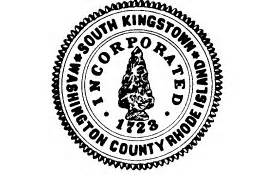 SOUTH KINGSTOWN
WASHINGTON COUNTY RHODE ISLAND
INCORPORATED
1723